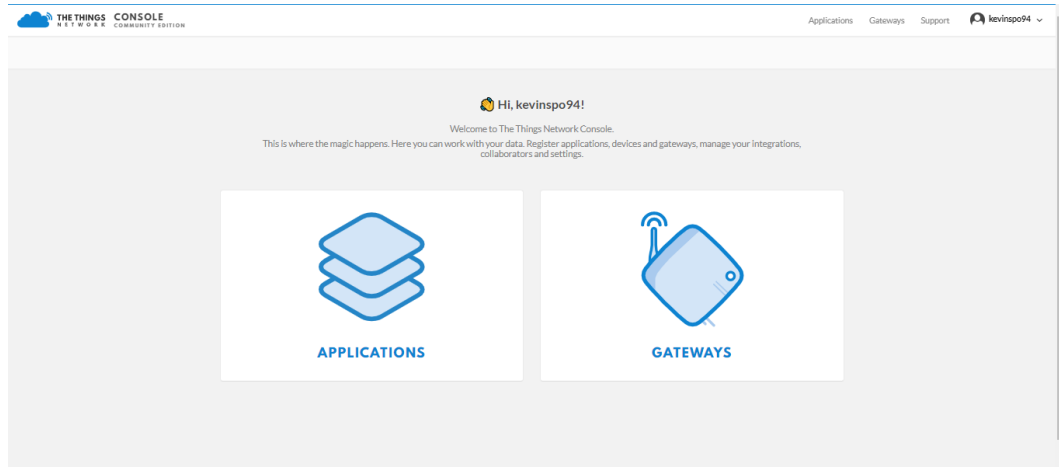 THE THINGS NETWORK CONSOLE COMMUNITY EDITION
Applications Gateways Support kevinspo94
Hi, kevinspo94!
Welcome to The Things Network Console.
This is where the magic happens. Here you can work with your data. Register applications, devices and gateways, manage your integrations,
collaborators and settings.
APPLICATIONS
GATEWAYS